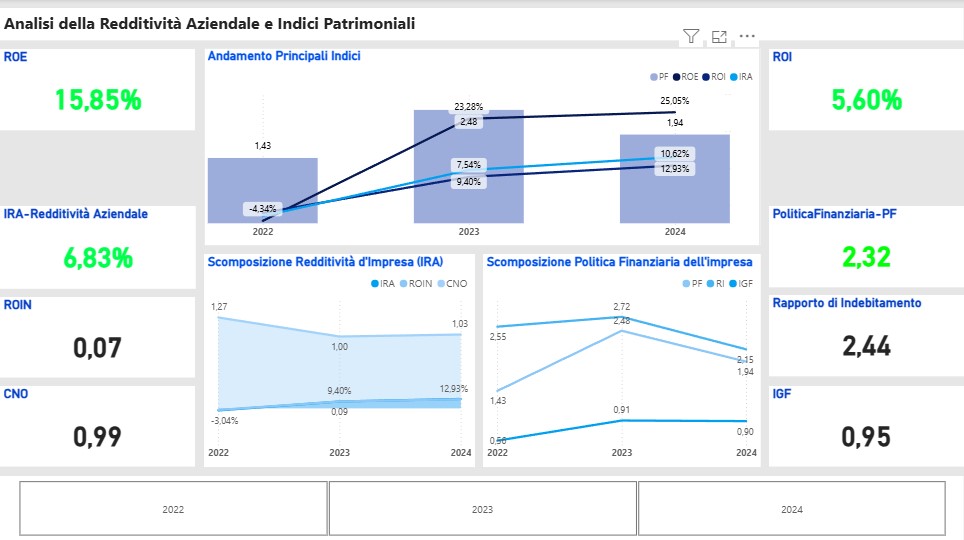 Analisi della Redditività Aziendale e Indici Patrimoniali
ROE
15,85%
IRA-Redditività Aziendale
6,83%
ROIN
0,07
CNO
0,99
Andamento Principali Indici
PF ROE ROI IRA
23,28%
25,05%
2,48
1,94
1,43
7,54%
10,62%
9,40%
12,93%
-4,34%
2022 2023 2024
Scomposizione Redditività d'Impresa (IRA)
IRA ROIN CNO
1,27
1,03
1,00
9,40%
12,93%
0,09
-3,04%
2022 2023 2024
Scomposizione Politica Finanziaria dell'impresa
PF RI IGF
2,72
2,48
2,55
2,15
1,94
1,43
0,91
0,90
0,56
2022 2023 2024
ROI
5,60%
PoliticaFinanziaria-PF
2,32
Rapporto di Indebitamento
2,44
IGF
0,95
2022 2023 2024